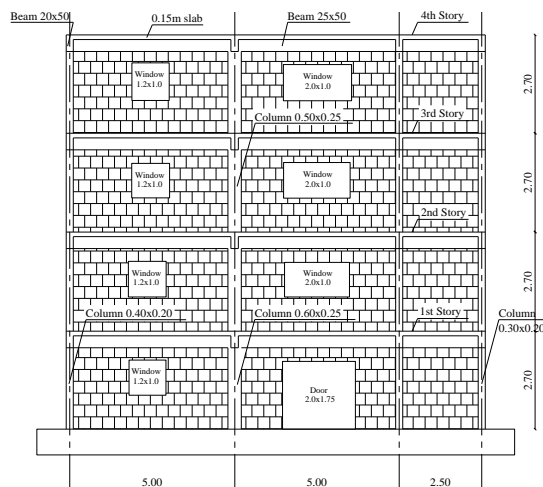 Beam 20x50
0.15m slab
Beam 25x50
4th Story
Window
1.2x1.0
Window
2.0x1.0
2.70
Column 0.50x0.25
3rd Story
Window
1.2x1.0
Window
2.0x1.0
2.70
2nd Story
Window
1.2x1.0
Window
2.0x1.0
2.70
Column 0.40x0.20
Column 0.60x0.25
1st Story
Column
0.30x0.20
Window
1.2x1.0
Door
2.0x1.75
2.70
5.00
5.00
2.50